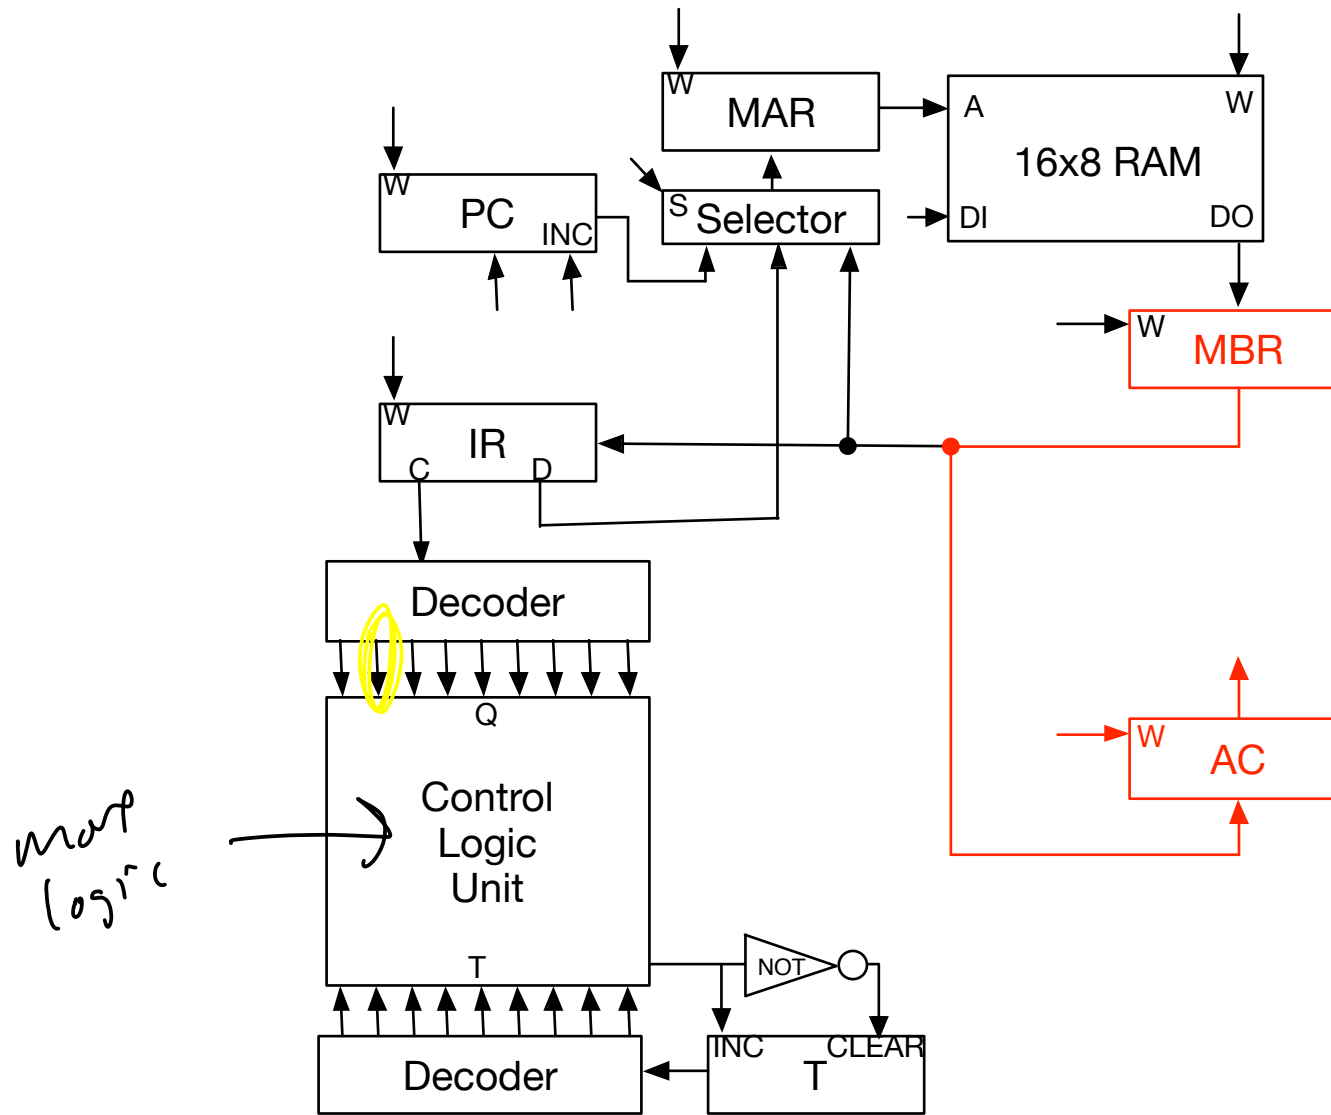 W
MAR
A
W
16x8 RAM
DI
DO
W
PC
INC
S
Selector
W
MBR
W
IR
C
D
Decoder
Q
Control
Logic
Unit
T
W
AC
more
logic
NOT
INC
CLEAR
T
Decoder